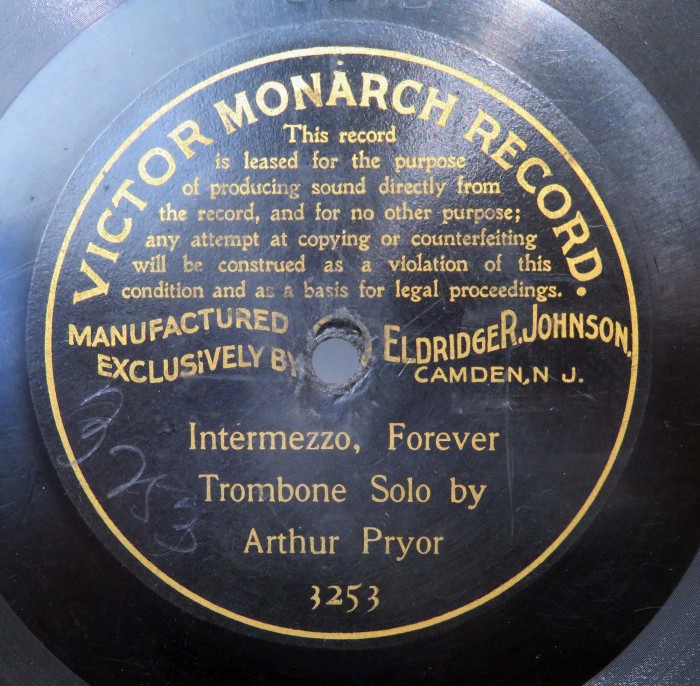 VICTOR MONARCH RECORD.
This record
is leased for the purpose
of producing sound directly from
the record, and for no other purpose;
any attempt at copying or counterfeiting
will be construed as a violation of this
condition and as a basis for legal proceedings.
MANUFACTURED
EXCLUSIVELY BY
ELDRIDGE R. JOHNSON,
CAMDEN, N J.
Intermezzo, Forever
Trombone Solo by
Arthur Pryor
3253
3253